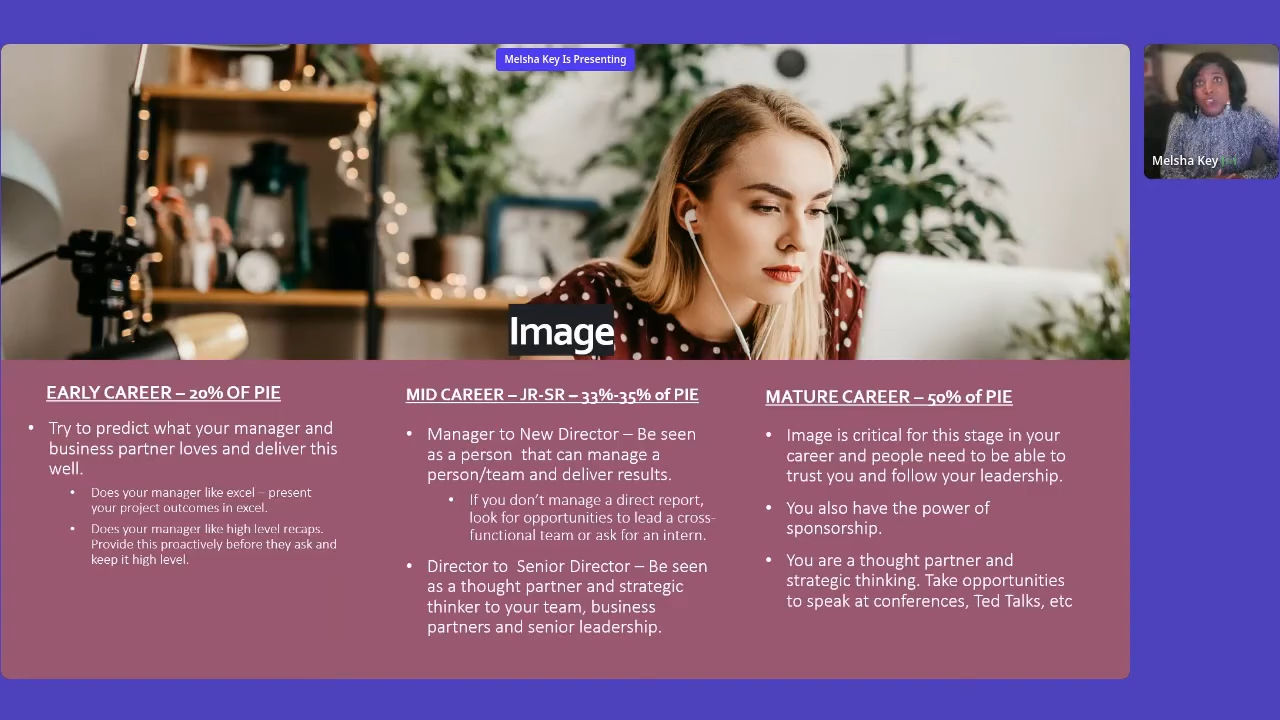 Melsha Key Is Presenting
Melsha Key
Image
EARLY CAREER – 20% OF PIE
• Try to predict what your manager and
business partner loves and deliver this
well.
• Does your manager like excel – present
your project outcomes in excel.
• Does your manager like high level recaps.
Provide this proactively before they ask and
keep it high level.
MID CAREER – JR-SR – 33%-35% of PIE
• Manager to New Director – Be seen
as a person that can manage a
person/team and deliver results.
• If you don't manage a direct report,
look for opportunities to lead a cross-
functional team or ask for an intern.
• Director to Senior Director – Be seen
as a thought partner and strategic
thinker to your team, business
partners and senior leadership.
MATURE CAREER – 50% of PIE
• Image is critical for this stage in your
career and people need to be able to
trust you and follow your leadership.
• You also have the power of
sponsorship.
• You are a thought partner and
strategic thinking. Take opportunities
to speak at conferences, Ted Talks, etc